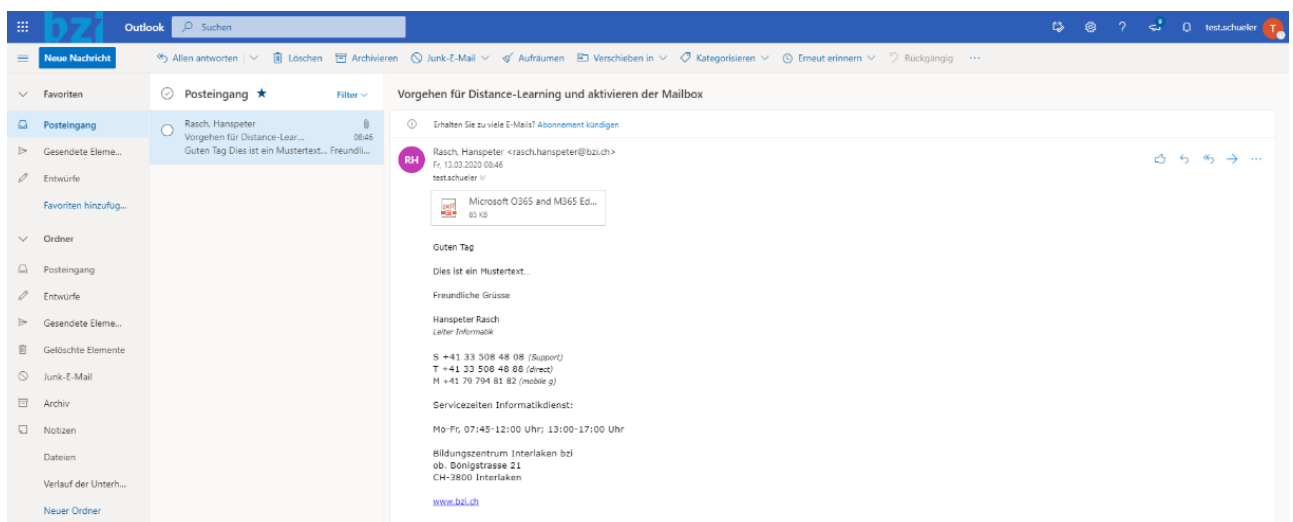 bzi
Outlook
Suchen
test.schueler
T
Neue Nachricht
Allen antworten
Löschen
Archivieren
Junk-E-Mail
Aufräumen
Verschieben in
Kategorisieren
Erneut erinnern
Rückgängig
Favoriten
Posteingang
Gesendete Eleme...
Entwürfe
Favoriten hinzufüg...
Ordner
Posteingang
Entwürfe
Gesendete Eleme...
Gelöschte Elemente
Junk-E-Mail
Archiv
Notizen
Dateien
Verlauf der Unterh...
Neuer Ordner
Posteingang
Filter
Rasch, Hanspeter
Vorgehen für Distance-Lear... 08:46
Guten Tag Dies ist ein Mustertext... Freundli...
Vorgehen für Distance-Learning und aktivieren der Mailbox
Erhalten Sie zu viele E-Mails? Abonnement kündigen
RH
Rasch, Hanspeter <rasch.hanspeter@bzi.ch>
Fr, 13.03.2020 08:46
test.schueler
pdf
Microsoft O365 and M365 Ed...
85 KB
Guten Tag
Dies ist ein Mustertext...
Freundliche Grüsse
Hanspeter Rasch
Leiter Informatik
S +41 33 508 48 08 (Support)
T +41 33 508 48 88 (direct)
M +41 79 794 81 82 (mobile g)
Servicezeiten Informatikdienst:
Mo-Fr, 07:45-12:00 Uhr; 13:00-17:00 Uhr
Bildungszentrum Interlaken bzi
ob. Bönigstrasse 21
CH-3800 Interlaken
www.bzi.ch